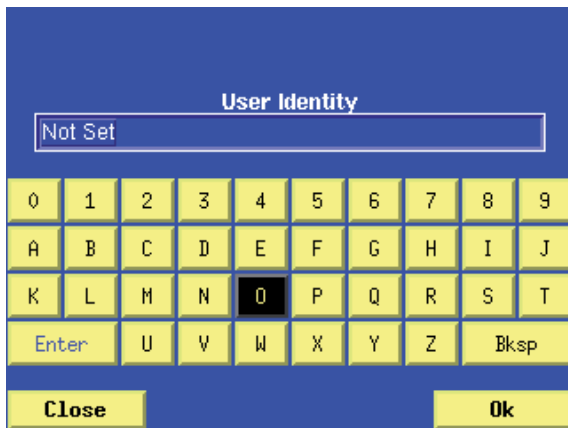 User Identity
Not Set
0 1 2 3 4 5 6 7 8 9
A B C D E F G H I J
K L M N O P Q R S T
Enter U V W X Y Z Bksp
Close Ok